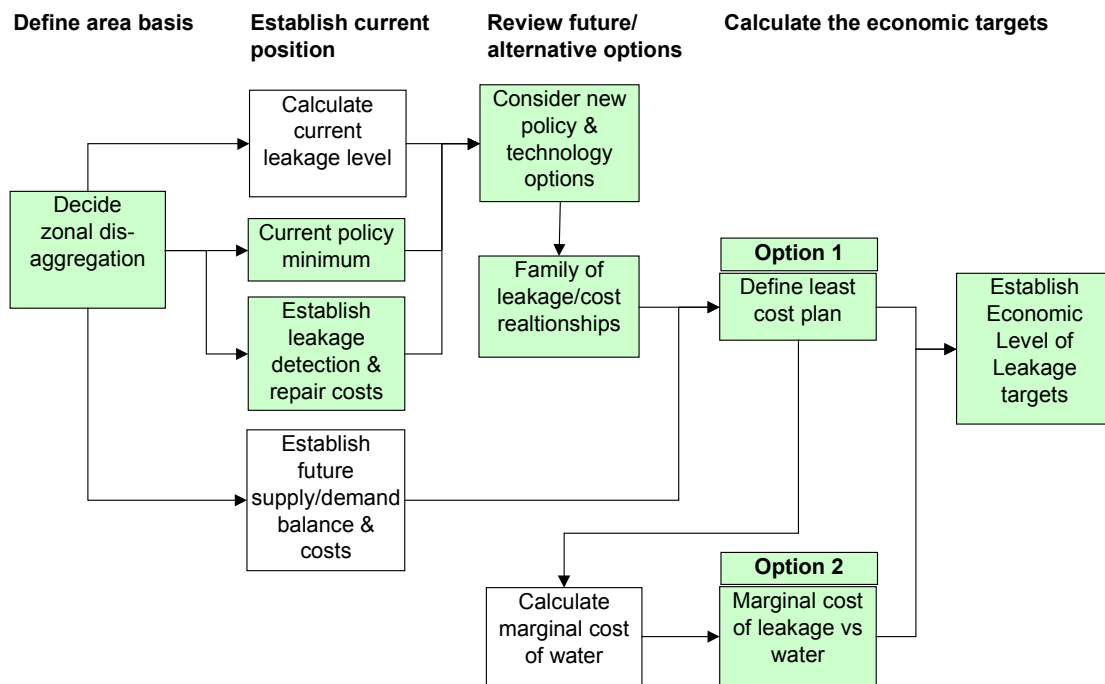 Define area basis
Establish current
position
Review future/
alternative options
Calculate the economic targets
Calculate
current
leakage level
Consider new
policy &
technology
options
Decide
zonal dis-
aggregation
Current policy
minimum
Family of
leakage/cost
realtionships
Option 1
Define least
cost plan
Establish
Economic
Level of
Leakage
targets
Establish
leakage
detection &
repair costs
Establish
future
supply/demand
balance &
costs
Calculate
marginal cost
of water
Option 2
Marginal cost
of leakage vs
water